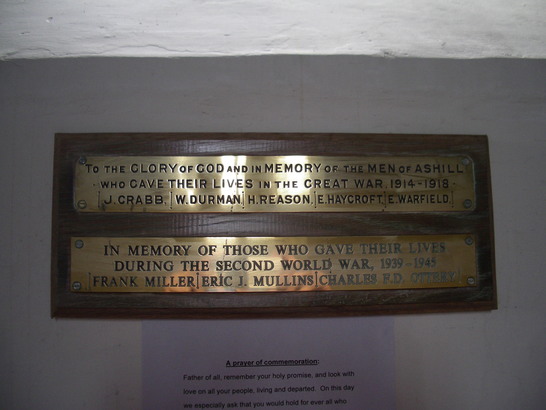 TO THE GLORY OF GOD AND IN MEMORY OF THE MEN OF ASHILL
· WHO GAVE THEIR LIVES IN THE GREAT WAR, 1914-1918 ·
J. CRABB, W. DURMAN, H. REASON, E. HAYCROFT, E. WARFIELD.
IN MEMORY OF THOSE WHO GAVE THEIR LIVES
DURING THE SECOND WORLD WAR, 1939-1945
FRANK MILLER ERIC J. MULLINS CHARLES F.D.
A prayer of commemoration:
Father of all, remember your holy promise, and look with
love on all your people, living and departed. On this day
we especially ask that you would hold for ever all who